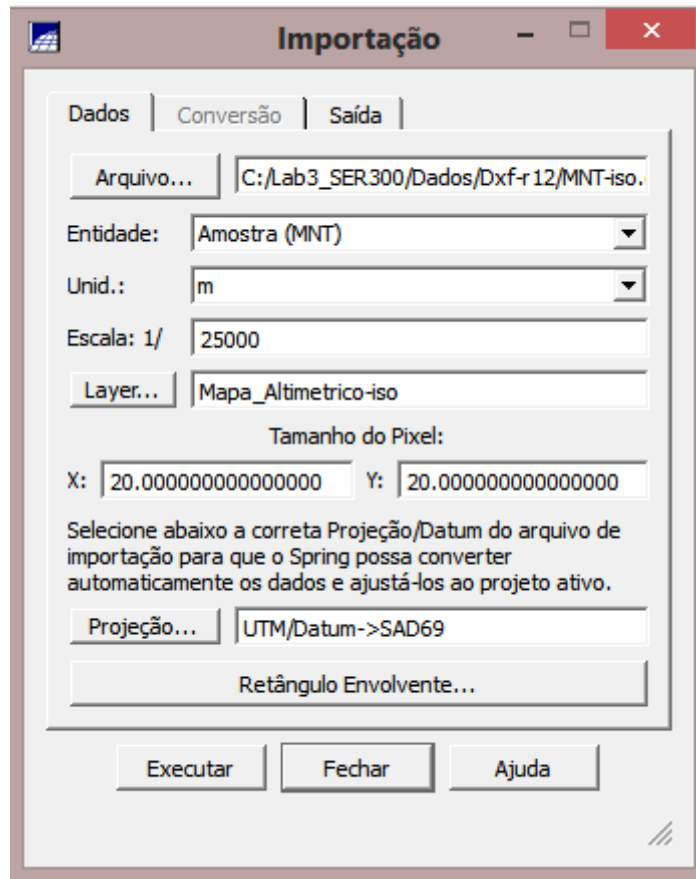 Importação
Dados Conversão Saída
Arquivo... C:/Lab3_SER300/Dados/Dxf-r12/MNT-iso.
Entidade: Amostra (MNT)
Unid.: m
Escala: 1/ 25000
Layer... Mapa_Altimetrico-iso
Tamanho do Pixel:
X: 20.000000000000000 Y: 20.000000000000000
Selecione abaixo a correta Projeção/Datum do arquivo de
importação para que o Spring possa converter
automaticamente os dados e ajustá-los ao projeto ativo.
Projeção... UTM/Datum->SAD69
Retângulo Envolvente...
Executar Fechar Ajuda